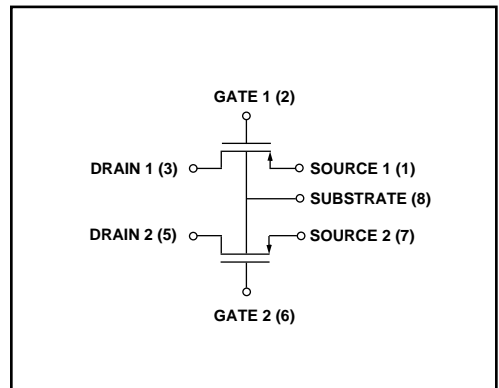 GATE 1 (2)
DRAIN 1 (3)
SOURCE 1 (1)
SUBSTRATE (8)
DRAIN 2 (5)
SOURCE 2 (7)
GATE 2 (6)